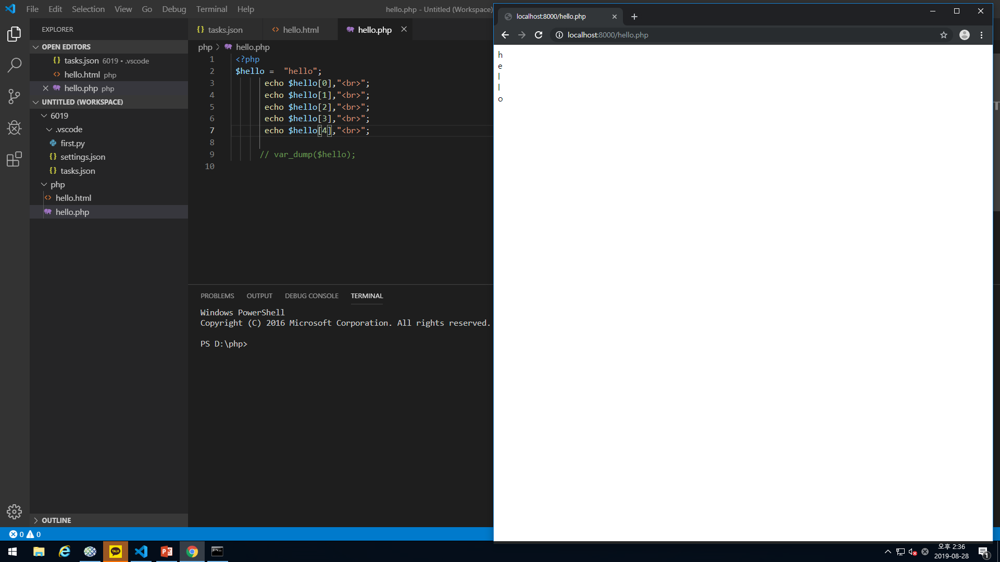 File Edit Selection View Go Debug Terminal Help
hello.php - Untitled (Workspace)
EXPLORER
OPEN EDITORS
tasks.json 6019 • .vscode
hello.html php
hello.php php
UNTITLED (WORKSPACE)
6019
.vscode
first.py
settings.json
tasks.json
php
hello.html
hello.php
OUTLINE
tasks.json hello.html hello.php
php > hello.php
1 <?php
2 $hello =  "hello";
3 echo $hello[0],"<br>";
4 echo $hello[1],"<br>";
5 echo $hello[2],"<br>";
6 echo $hello[3],"<br>";
7 echo $hello[4],"<br>";
8
9 // var_dump($hello);
10
PROBLEMS OUTPUT DEBUG CONSOLE TERMINAL
Windows PowerShell
Copyright (C) 2016 Microsoft Corporation. All rights reserved.
PS D:\php>
0 0
localhost:8000/hello.php
localhost:8000/hello.php
h
e
l
l
o
TALK
오후 2:36
2019-08-28
1